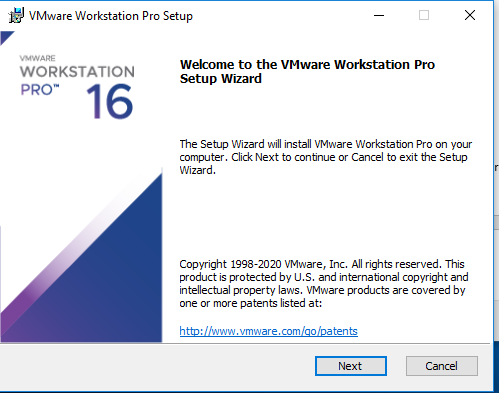 VMware Workstation Pro Setup
VMWARE
WORKSTATION
PRO™ 16
Welcome to the VMware Workstation Pro
Setup Wizard
The Setup Wizard will install VMware Workstation Pro on your
computer. Click Next to continue or Cancel to exit the Setup
Wizard.
Copyright 1998-2020 VMware, Inc. All rights reserved. This
product is protected by U.S. and international copyright and
intellectual property laws. VMware products are covered by
one or more patents listed at:
http://www.vmware.com/go/patents
Next Cancel